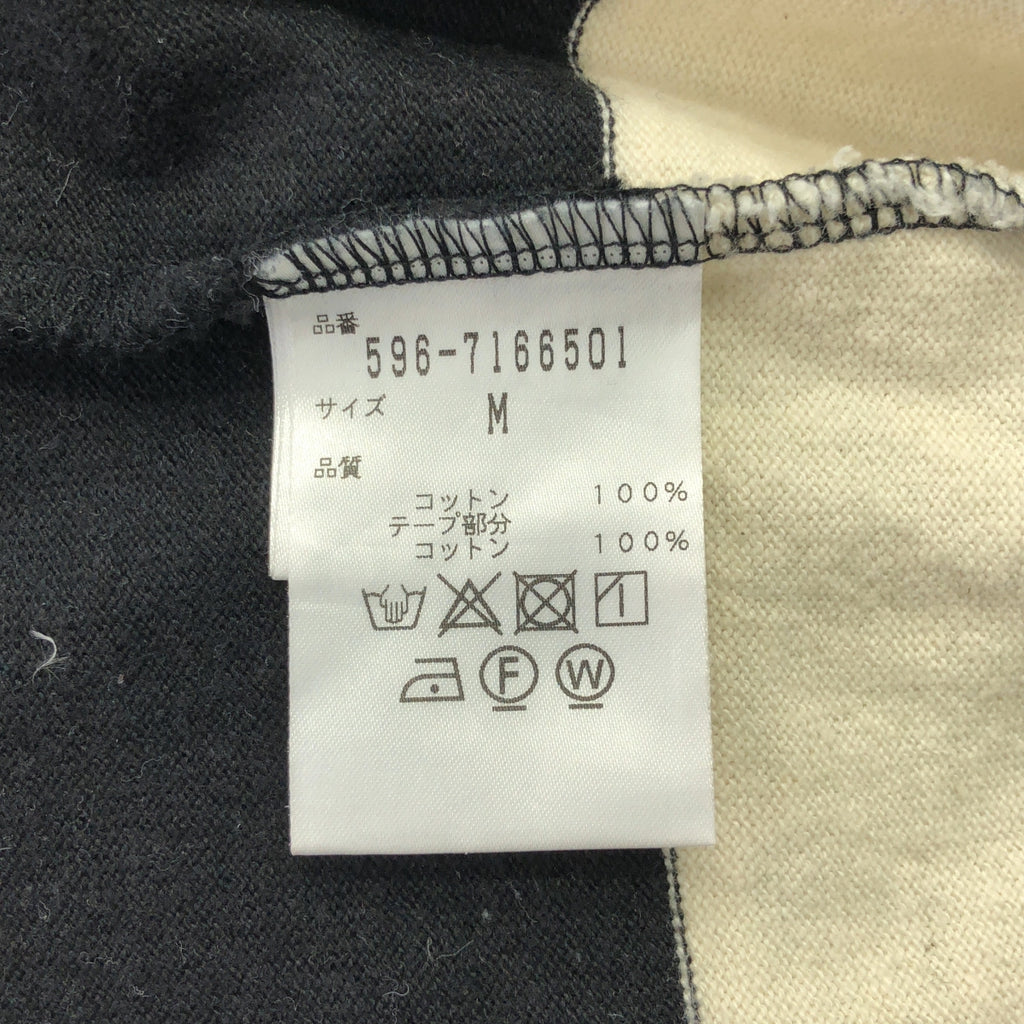 品番
596-7166501
サイズ M
品質
コットン 100%
テープ部分
コットン 100%
F W